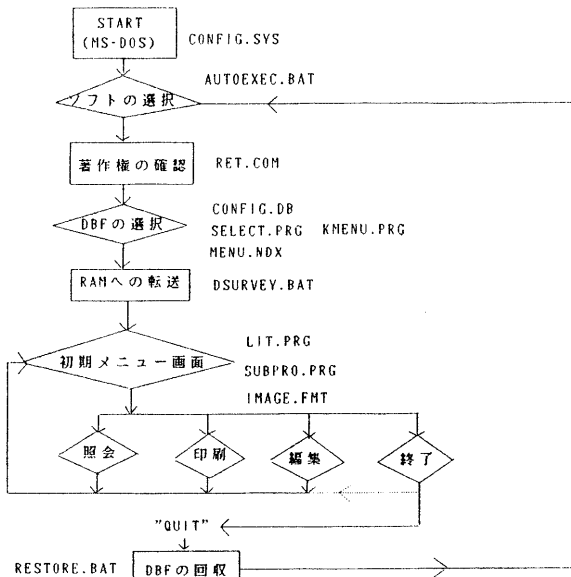 START
(MS-DOS)
CONFIG.SYS
AUTOEXEC.BAT
ソフトの選択
著作権の確認
RET.COM
CONFIG.DB
DBFの選択
SELECT.PRG KMENU.PRG
MENU.NDX
RAMへの転送
DSURVEY.BAT
LIT.PRG
初期メニュー画面
SUBPRO.PRG
IMAGE.FMT
照会
印刷
編集
終了
"QUIT"
RESTORE.BAT
DBFの回収